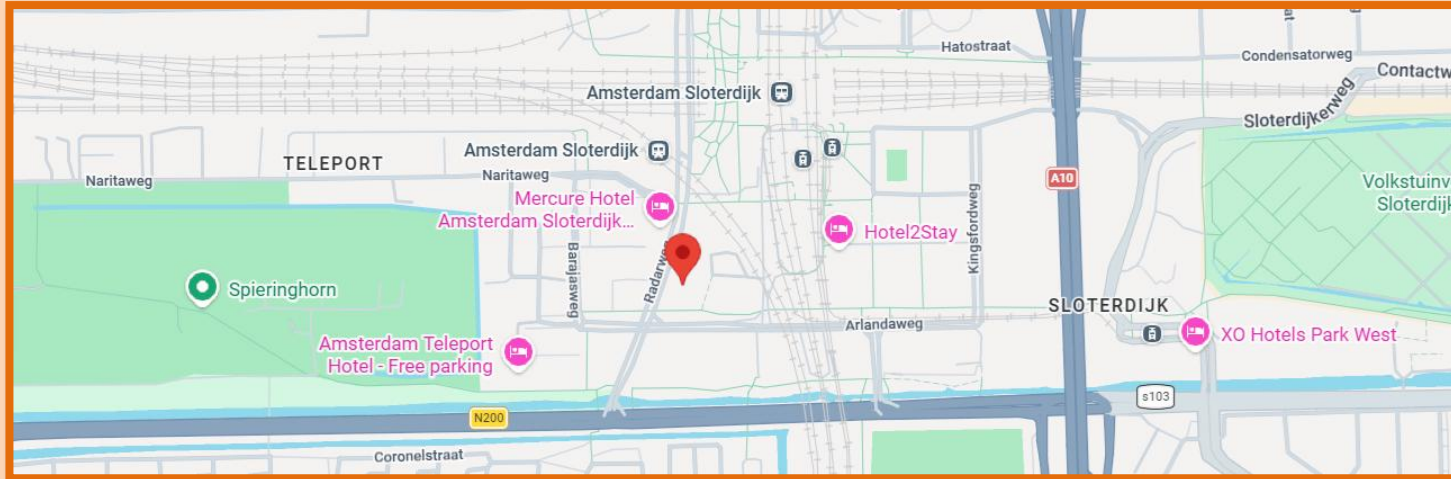 Hatostraat
Condensatorweg
Contactw
Amsterdam Sloterdijk
Sloterdijkerweg
Amsterdam Sloterdijk
TELEPORT
Naritaweg
Naritaweg
A10
Volkstuinv
Sloterdijk
Mercure Hotel
Amsterdam Sloterdijk...
Hotel2Stay
Kingsfordweg
Barajasweg
Radarweg
Spieringhorn
SLOTERDIJK
Arlandaweg
XO Hotels Park West
Amsterdam Teleport
Hotel - Free parking
s103
N200
Coronelstraat